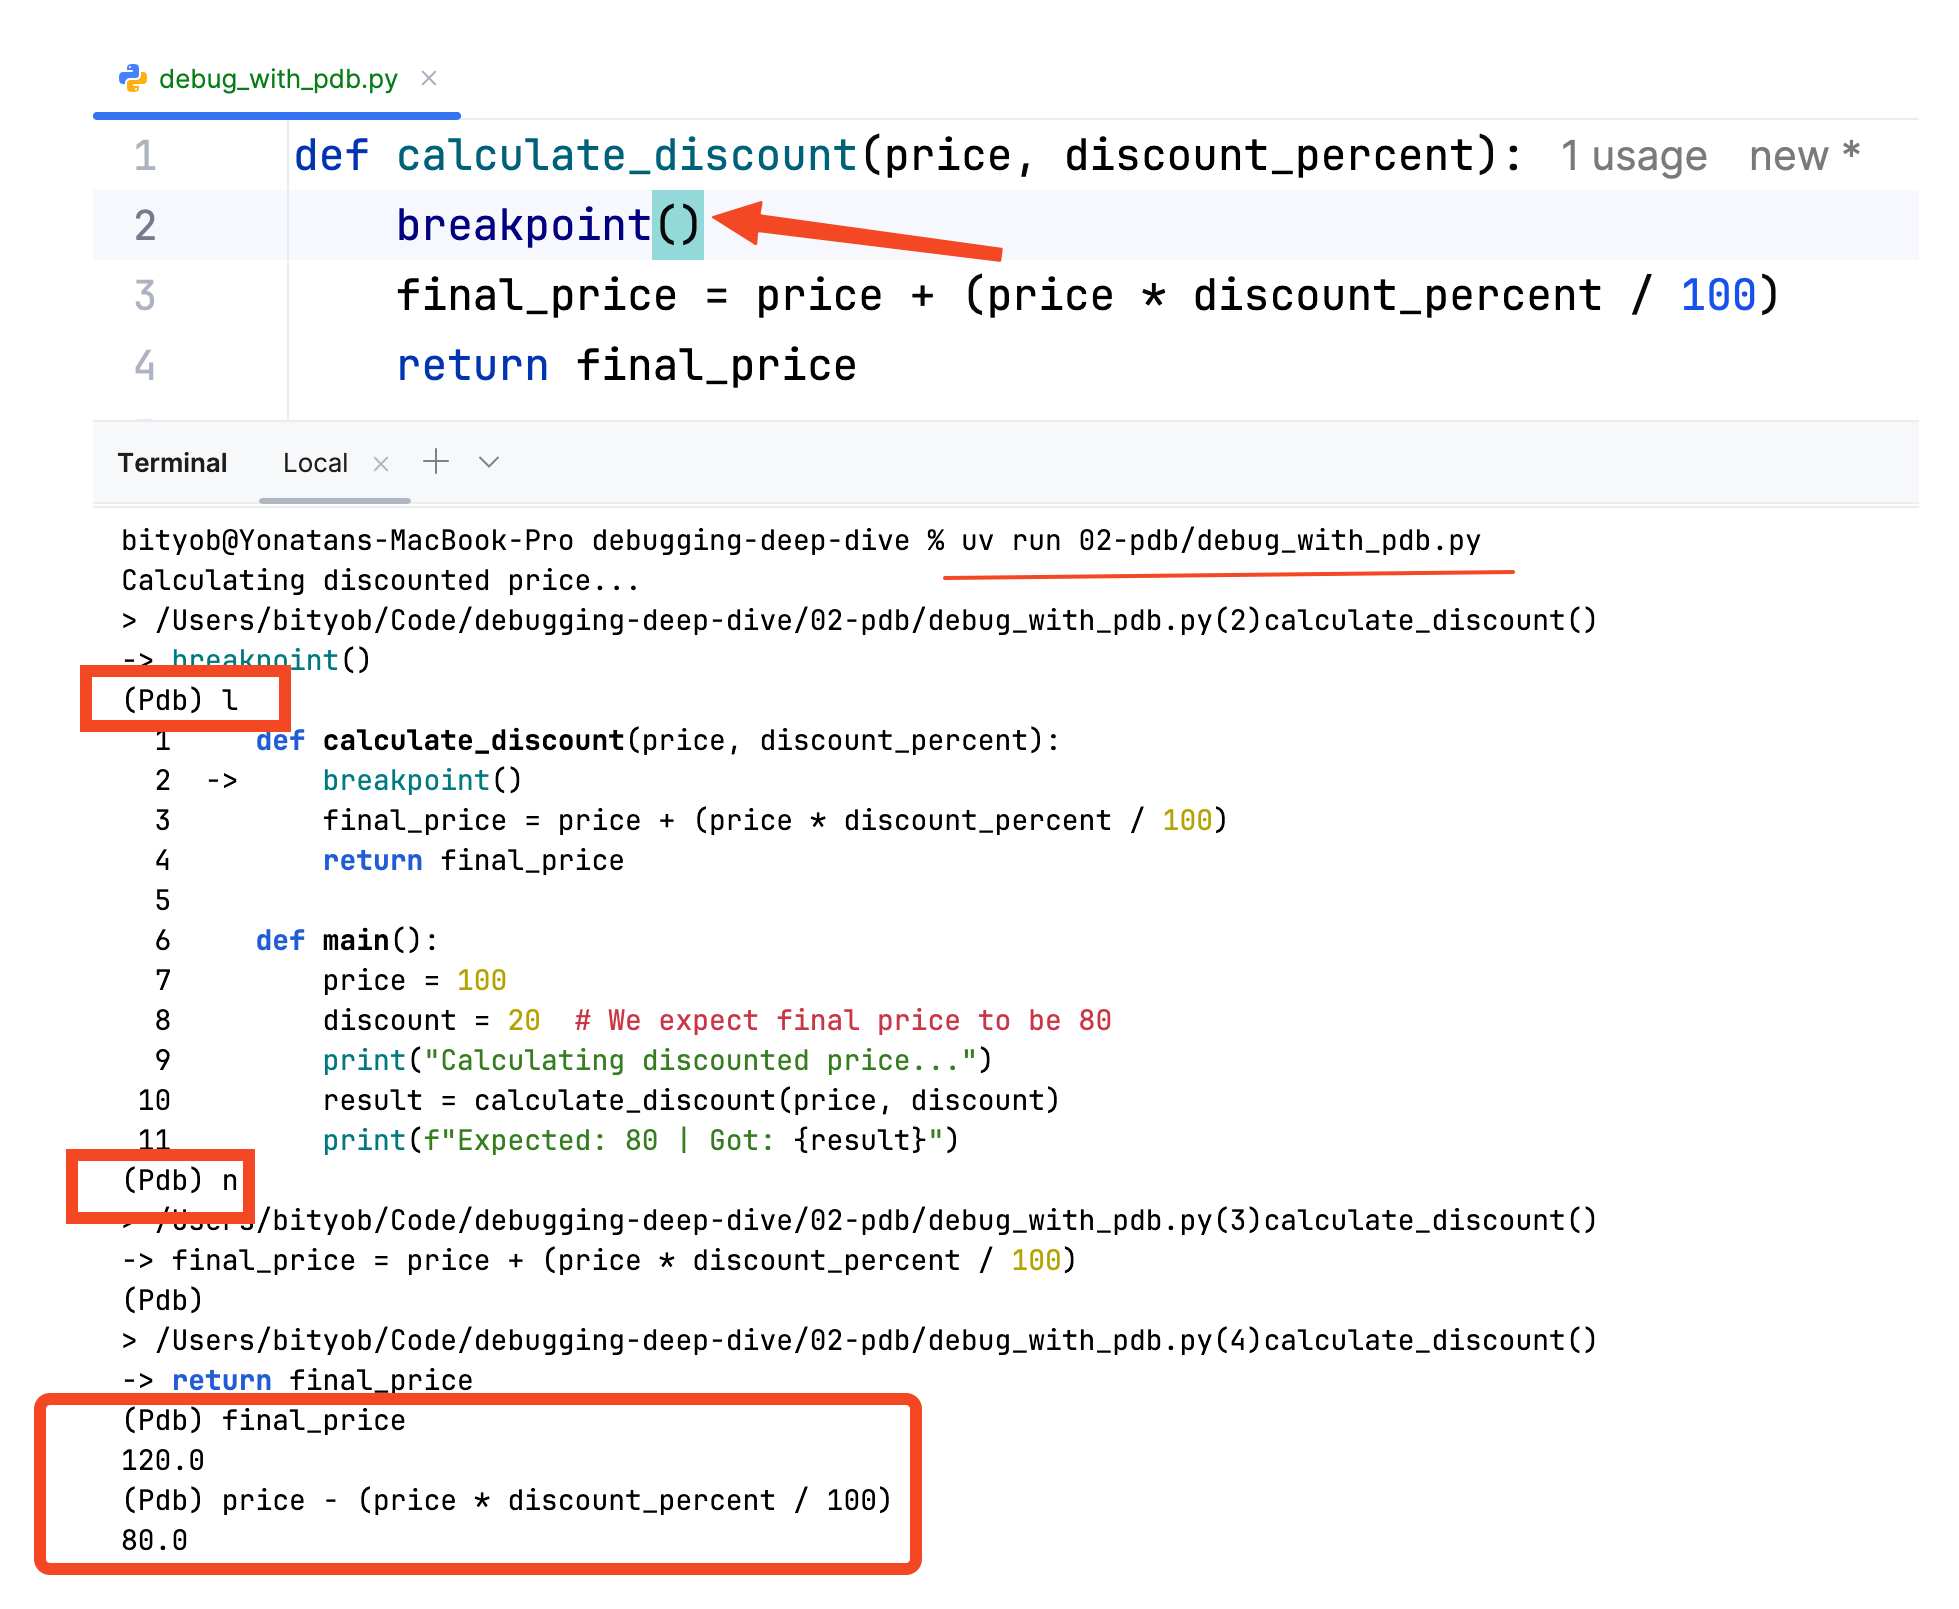 debug_with_pdb.py
1 def calculate_discount(price, discount_percent): 1 usage new *
2 breakpoint()
3 final_price = price + (price * discount_percent / 100)
4 return final_price
Terminal Local
bityob@Yonatans-MacBook-Pro debugging-deep-dive % uv run 02-pdb/debug_with_pdb.py
Calculating discounted price...
> /Users/bityob/Code/debugging-deep-dive/02-pdb/debug_with_pdb.py(2)calculate_discount()
-> breakpoint()
(Pdb) l
1 def calculate_discount(price, discount_percent):
2 -> breakpoint()
3 final_price = price + (price * discount_percent / 100)
4 return final_price
5
6 def main():
7 price = 100
8 discount = 20  # We expect final price to be 80
9 print("Calculating discounted price...")
10 result = calculate_discount(price, discount)
11 print(f"Expected: 80 | Got: {result}")
(Pdb) n
> /Users/bityob/Code/debugging-deep-dive/02-pdb/debug_with_pdb.py(3)calculate_discount()
-> final_price = price + (price * discount_percent / 100)
(Pdb)
> /Users/bityob/Code/debugging-deep-dive/02-pdb/debug_with_pdb.py(4)calculate_discount()
-> return final_price
(Pdb) final_price
120.0
(Pdb) price - (price * discount_percent / 100)
80.0